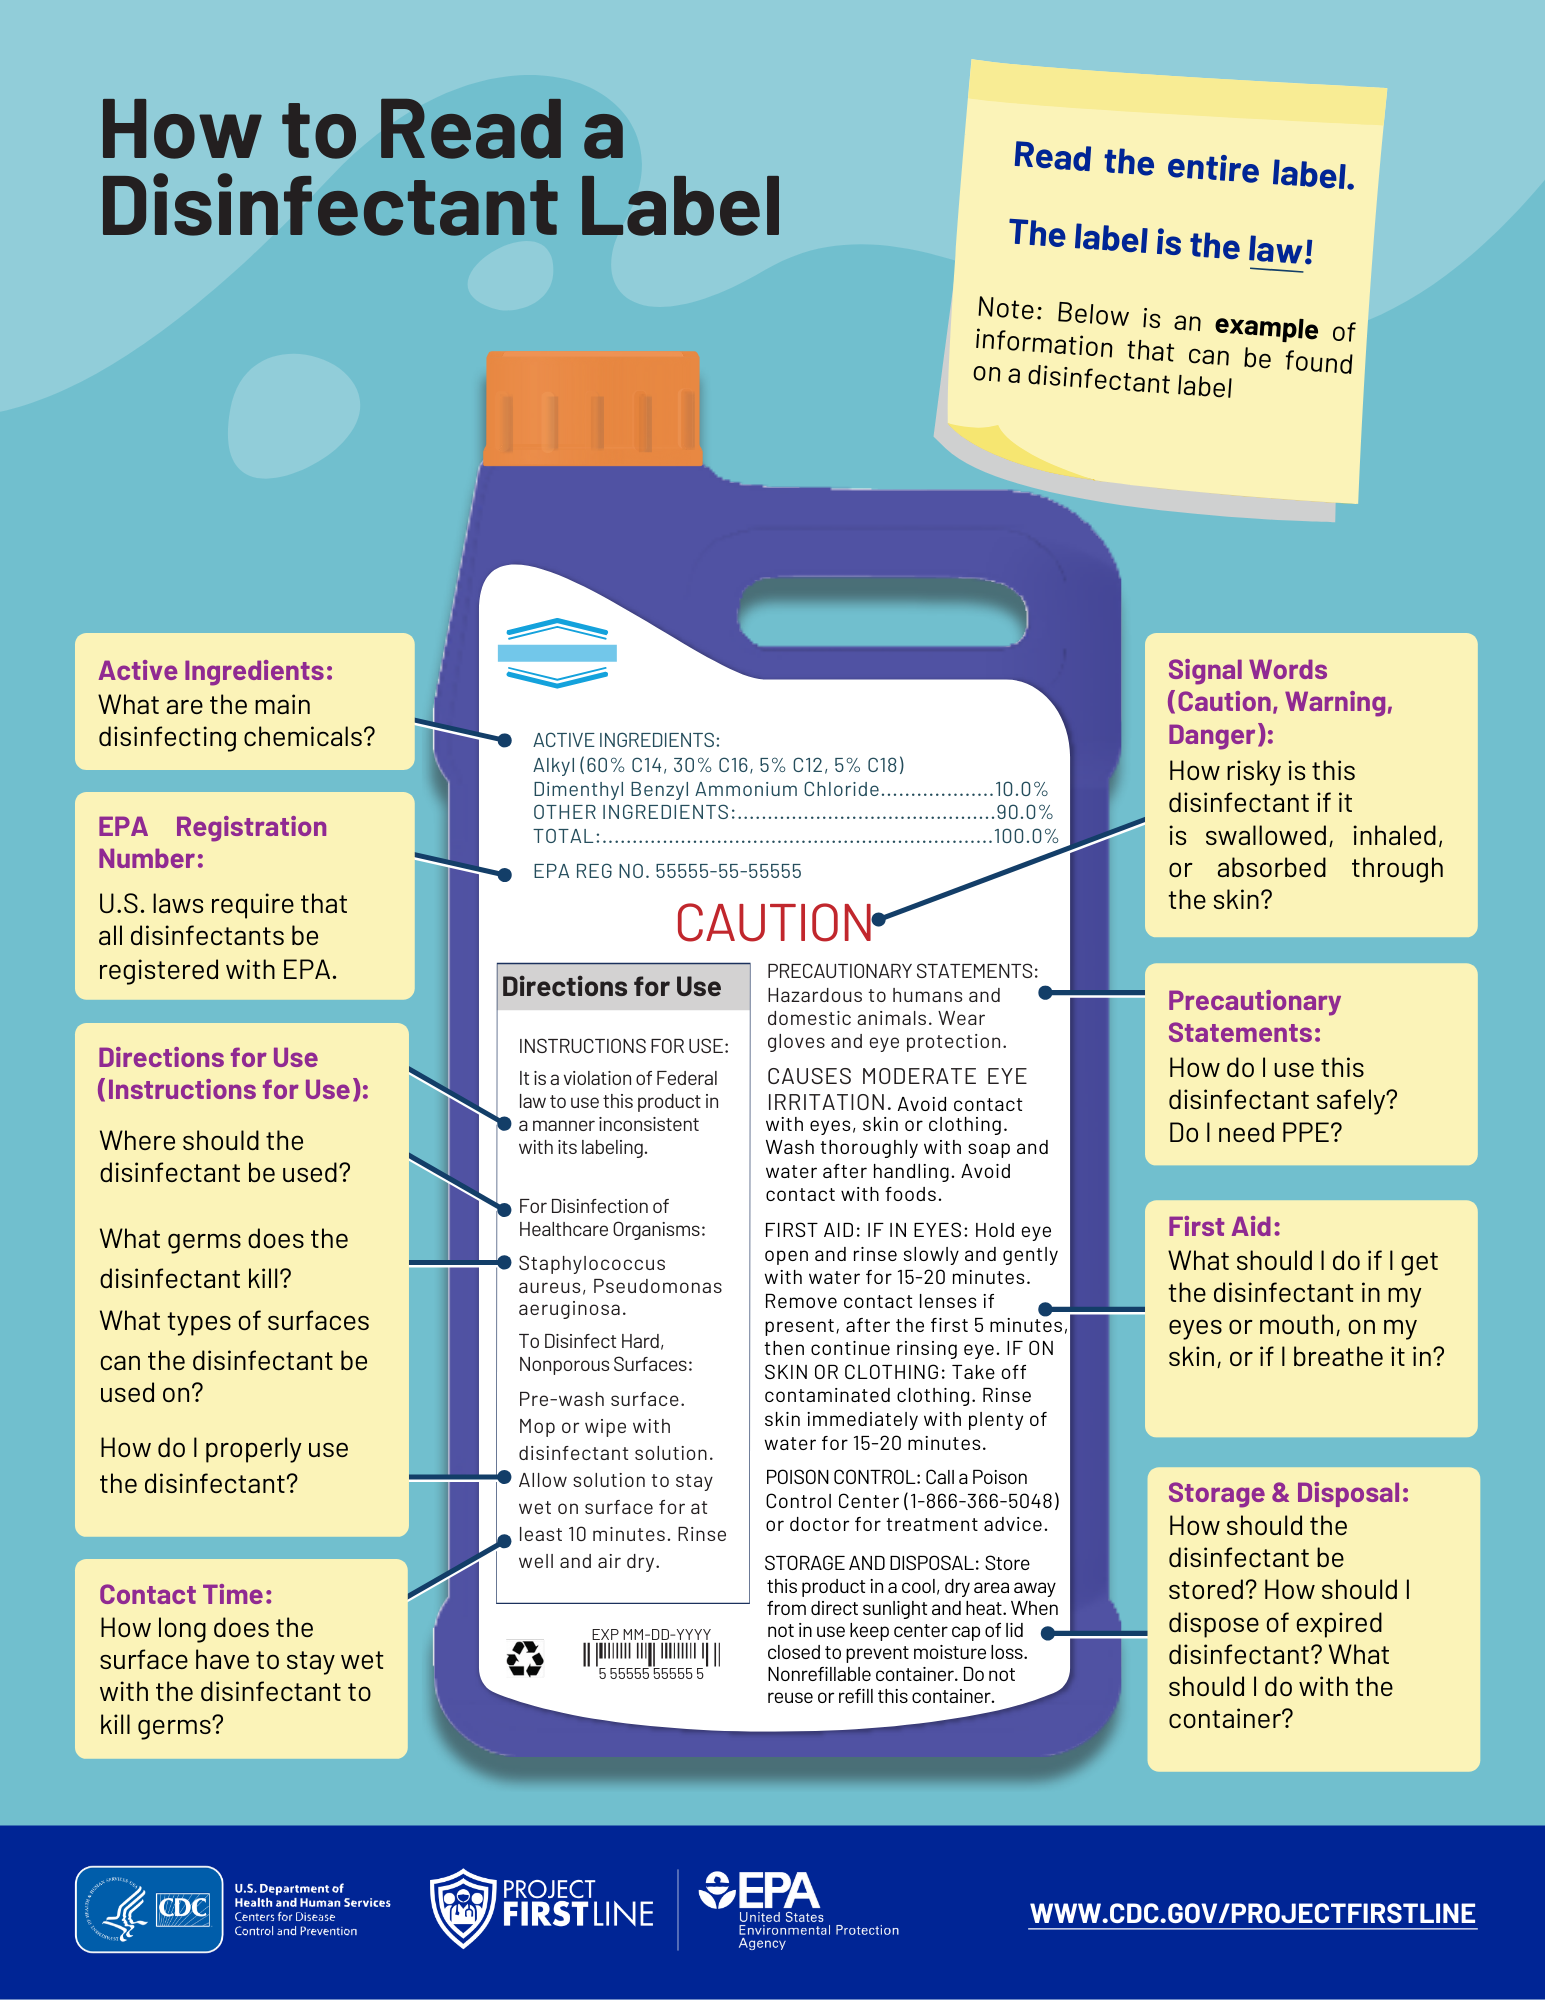 How to Read a
Disinfectant Label
Read the entire label.
The label is the law!
Note: Below is an example of
information that can be found
on a disinfectant label
Active Ingredients:
What are the main
disinfecting chemicals?
EPA Registration
Number:
U.S. laws require that
all disinfectants be
registered with EPA.
Directions for Use
(Instructions for Use):
Where should the
disinfectant be used?
What germs does the
disinfectant kill?
What types of surfaces
can the disinfectant be
used on?
How do I properly use
the disinfectant?
Contact Time:
How long does the
surface have to stay wet
with the disinfectant to
kill germs?
ACTIVE INGREDIENTS:
Alkyl (60% C14, 30% C16, 5% C12, 5% C18)
Dimenthyl Benzyl Ammonium Chloride...................10.0%
OTHER INGREDIENTS:...........................................90.0%
TOTAL:.................................................................100.0%
EPA REG NO. 55555-55-55555
CAUTION
Directions for Use
INSTRUCTIONS FOR USE:
It is a violation of Federal
law to use this product in
a manner inconsistent
with its labeling.
For Disinfection of
Healthcare Organisms:
Staphylococcus
aureus, Pseudomonas
aeruginosa.
To Disinfect Hard,
Nonporous Surfaces:
Pre-wash surface.
Mop or wipe with
disinfectant solution.
Allow solution to stay
wet on surface for at
least 10 minutes. Rinse
well and air dry.
EXP MM-DD-YYYY
5 55555 55555 5
PRECAUTIONARY STATEMENTS:
Hazardous to humans and
domestic animals. Wear
gloves and eye protection.
CAUSES MODERATE EYE
IRRITATION. Avoid contact
with eyes, skin or clothing.
Wash thoroughly with soap and
water after handling. Avoid
contact with foods.
FIRST AID: IF IN EYES: Hold eye
open and rinse slowly and gently
with water for 15-20 minutes.
Remove contact lenses if
present, after the first 5 minutes,
then continue rinsing eye. IF ON
SKIN OR CLOTHING: Take off
contaminated clothing. Rinse
skin immediately with plenty of
water for 15-20 minutes.
POISON CONTROL: Call a Poison
Control Center (1-866-366-5048)
or doctor for treatment advice.
STORAGE AND DISPOSAL: Store
this product in a cool, dry area away
from direct sunlight and heat. When
not in use keep center cap of lid
closed to prevent moisture loss.
Nonrefillable container. Do not
reuse or refill this container.
Signal Words
(Caution, Warning,
Danger):
How risky is this
disinfectant if it
is swallowed, inhaled,
or absorbed through
the skin?
Precautionary
Statements:
How do I use this
disinfectant safely?
Do I need PPE?
First Aid:
What should I do if I get
the disinfectant in my
eyes or mouth, on my
skin, or if I breathe it in?
Storage & Disposal:
How should the
disinfectant be
stored? How should I
dispose of expired
disinfectant? What
should I do with the
container?
CDC
U.S. Department of
Health and Human Services
Centers for Disease
Control and Prevention
PROJECT
FIRSTLINE
EPA
United States
Environmental Protection
Agency
WWW.CDC.GOV/PROJECTFIRSTLINE